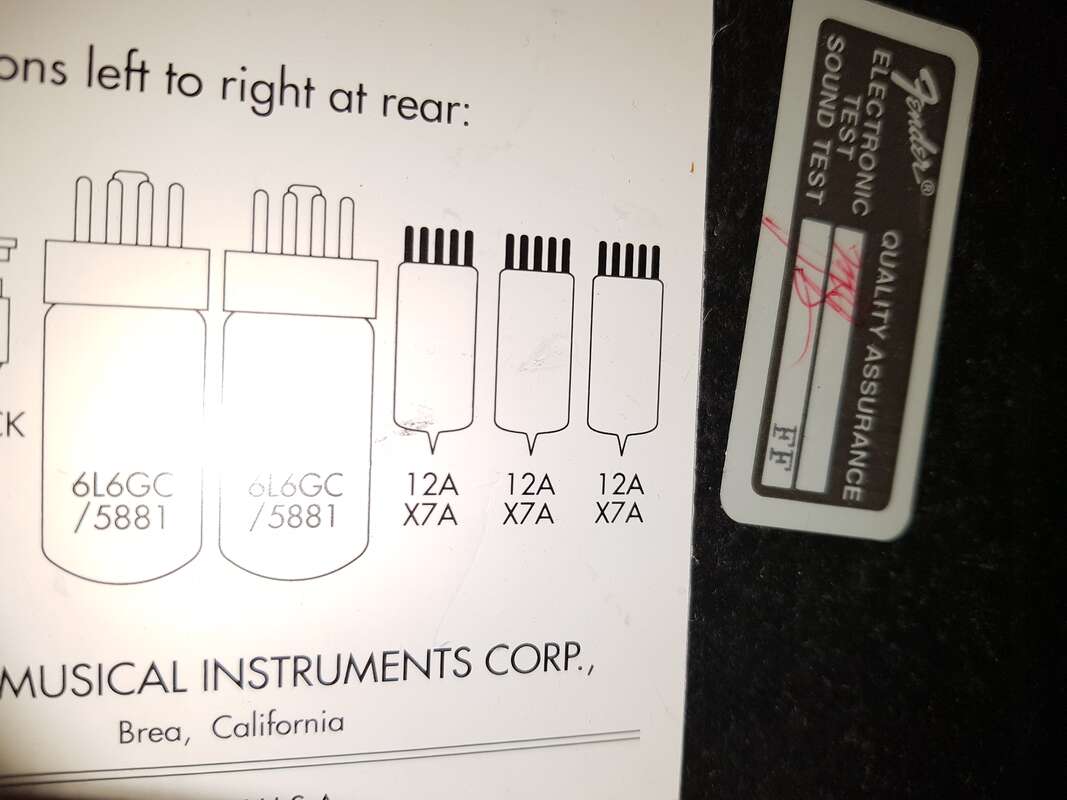 ons left to right at rear:
CK
6L6GC
/5881
6L6GC
/5881
12A
X7A
12A
X7A
12A
X7A
MUSICAL INSTRUMENTS CORP.,
Brea, California
Fender®
QUALITY ASSURANCE
ELECTRONIC
TEST
SOUND TEST
FF